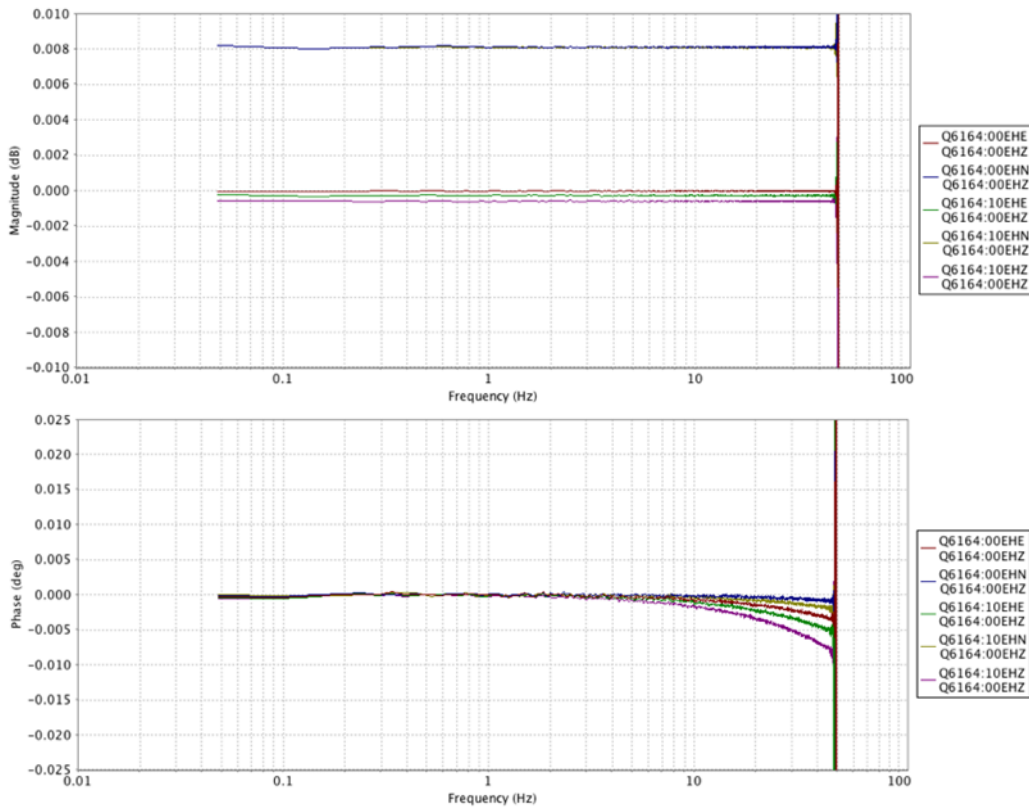 0.010
0.008
0.006
0.004
0.002
0.000
−0.002
−0.004
−0.006
−0.008
−0.010
Magnitude (dB)
0.01 0.1 1 10 100
Frequency (Hz)
Q6164:00EHE
Q6164:00EHZ
Q6164:00EHN
Q6164:00EHZ
Q6164:10EHE
Q6164:00EHZ
Q6164:10EHN
Q6164:00EHZ
Q6164:10EHZ
Q6164:00EHZ
0.025
0.020
0.015
0.010
0.005
0.000
−0.005
−0.010
−0.015
−0.020
−0.025
Phase (deg)
0.01 0.1 1 10 100
Frequency (Hz)
Q6164:00EHE
Q6164:00EHZ
Q6164:00EHN
Q6164:00EHZ
Q6164:10EHE
Q6164:00EHZ
Q6164:10EHN
Q6164:00EHZ
Q6164:10EHZ
Q6164:00EHZ